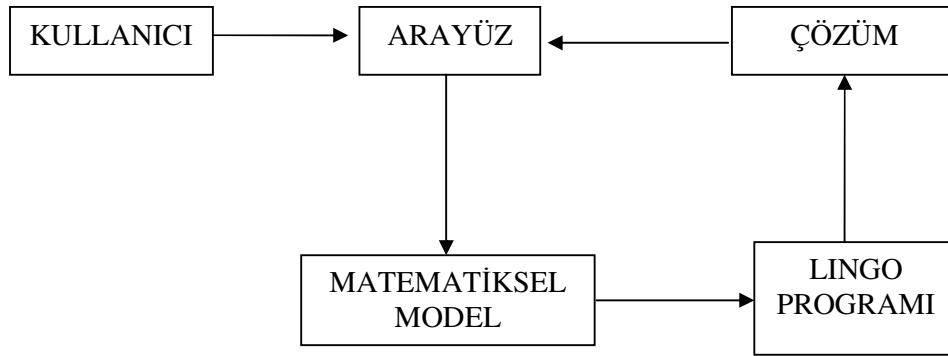 KULLANICI
ARAYÜZ
ÇÖZÜM
MATEMATİKSEL
MODEL
LINGO
PROGRAMI